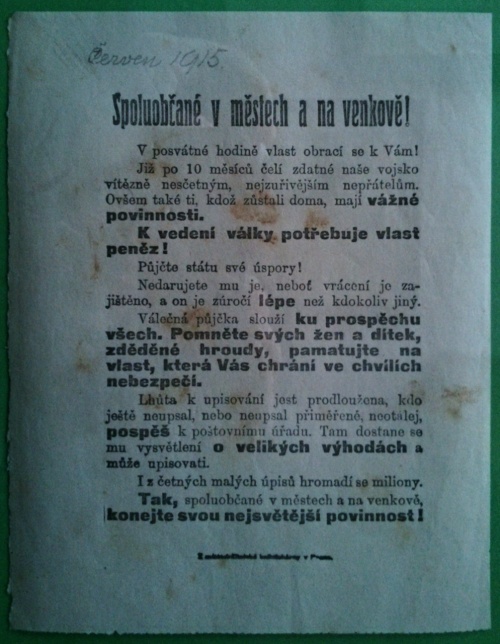 Červen 1915.
Spoluobčané v městech a na venkově!
V posvátné hodině vlast obrací se k Vám!
Již po 10 měsíců čelí zdatné naše vojsko
vítězně nesčetným, nejzuřivějším nepřátelům.
Ovšem také ti, kdož zůstali doma, mají vážné
povinnosti.
K vedení války potřebuje vlast
peněz!
Půjčte státu své úspory!
Nedarujete mu je, neboť vrácení je za-
jištěno, a on je zúročí lépe než kdokoliv jiný.
Válečná půjčka slouží ku prospěchu
všech. Pomněte svých žen a dítek,
zděděné hroudy, pamatujte na
vlast, která Vás chrání ve chvílích
nebezpečí.
Lhůta k upisování jest prodloužena, kdo
ještě neupsal, nebo neupsal přiměřeně, neotálej,
pospěš k poštovnímu úřadu. Tam dostane se
mu vysvětlení o velikých výhodách a
může upisovati.
I z četných malých úpisů hromadí se miliony.
Tak, spoluobčané v městech a na venkově,
konejte svou nejsvětější povinnost!
v Praze.